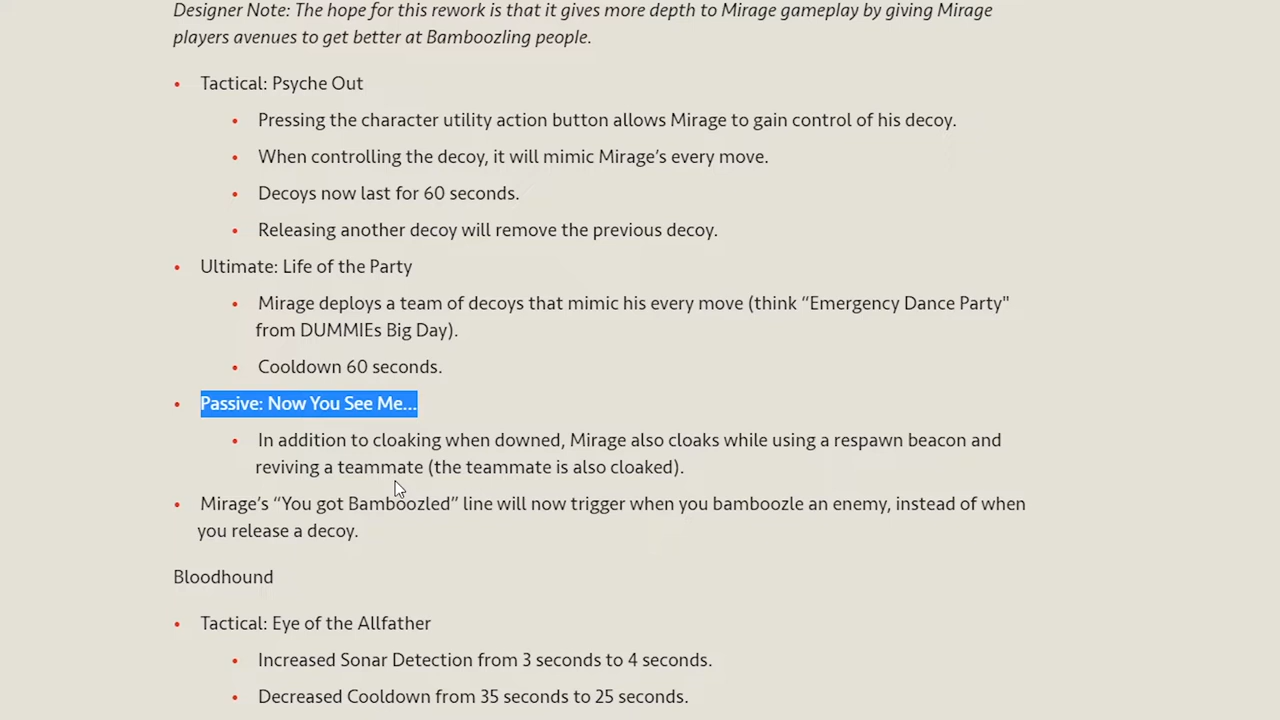 Designer Note: The hope for this rework is that it gives more depth to Mirage gameplay by giving Mirage
players avenues to get better at Bamboozling people.
• Tactical: Psyche Out
• Pressing the character utility action button allows Mirage to gain control of his decoy.
• When controlling the decoy, it will mimic Mirage’s every move.
• Decoys now last for 60 seconds.
• Releasing another decoy will remove the previous decoy.
• Ultimate: Life of the Party
• Mirage deploys a team of decoys that mimic his every move (think “Emergency Dance Party"
from DUMMIEs Big Day).
• Cooldown 60 seconds.
• Passive: Now You See Me…
• In addition to cloaking when downed, Mirage also cloaks while using a respawn beacon and
reviving a teammate (the teammate is also cloaked).
• Mirage’s “You got Bamboozled” line will now trigger when you bamboozle an enemy, instead of when
you release a decoy.
Bloodhound
• Tactical: Eye of the Allfather
• Increased Sonar Detection from 3 seconds to 4 seconds.
• Decreased Cooldown from 35 seconds to 25 seconds.